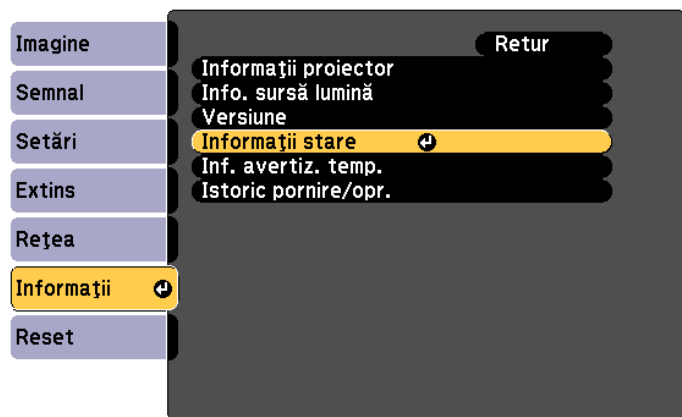 Imagine
Semnal
Setări
Extins
Reţea
Informaţii
Reset
Retur
Informaţii proiector
Info. sursă lumină
Versiune
Informaţii stare
Inf. avertiz. temp.
Istoric pornire/opr.